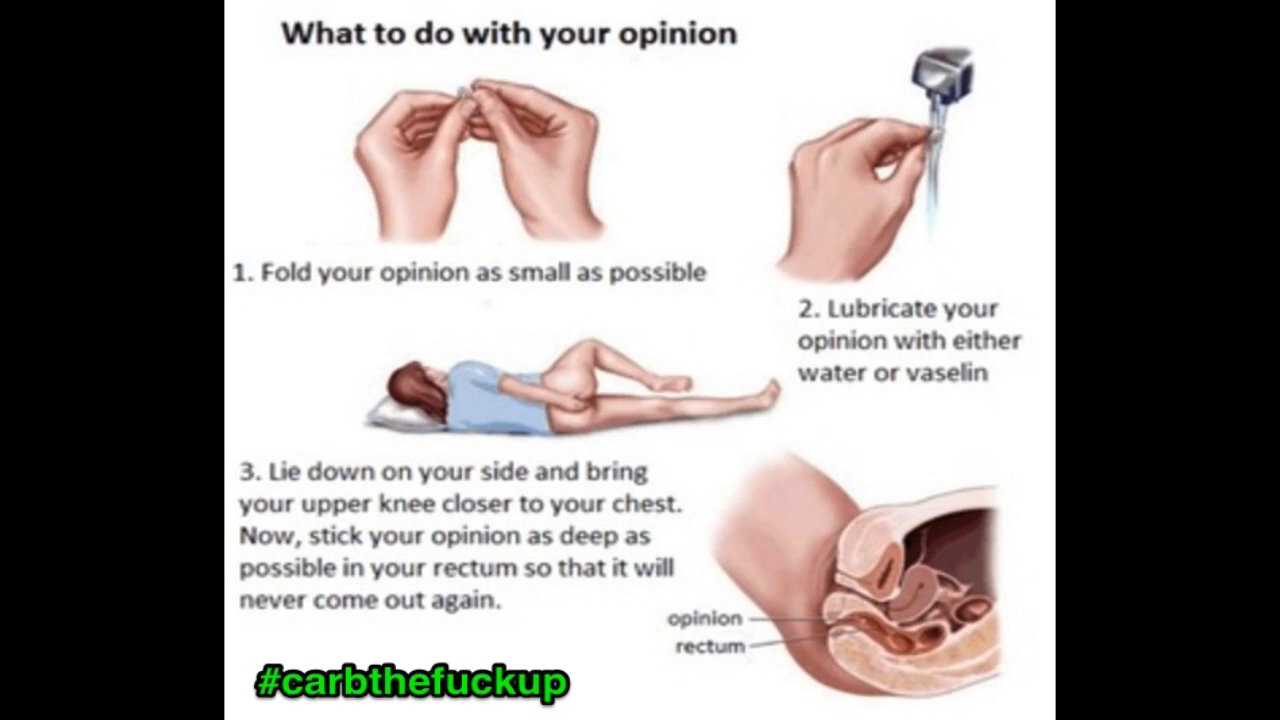 What to do with your opinion
1. Fold your opinion as small as possible
2. Lubricate your
opinion with either
water or vaselin
3. Lie down on your side and bring
your upper knee closer to your chest.
Now, stick your opinion as deep as
possible in your rectum so that it will
never come out again.
opinion
rectum
#carbthefuckup